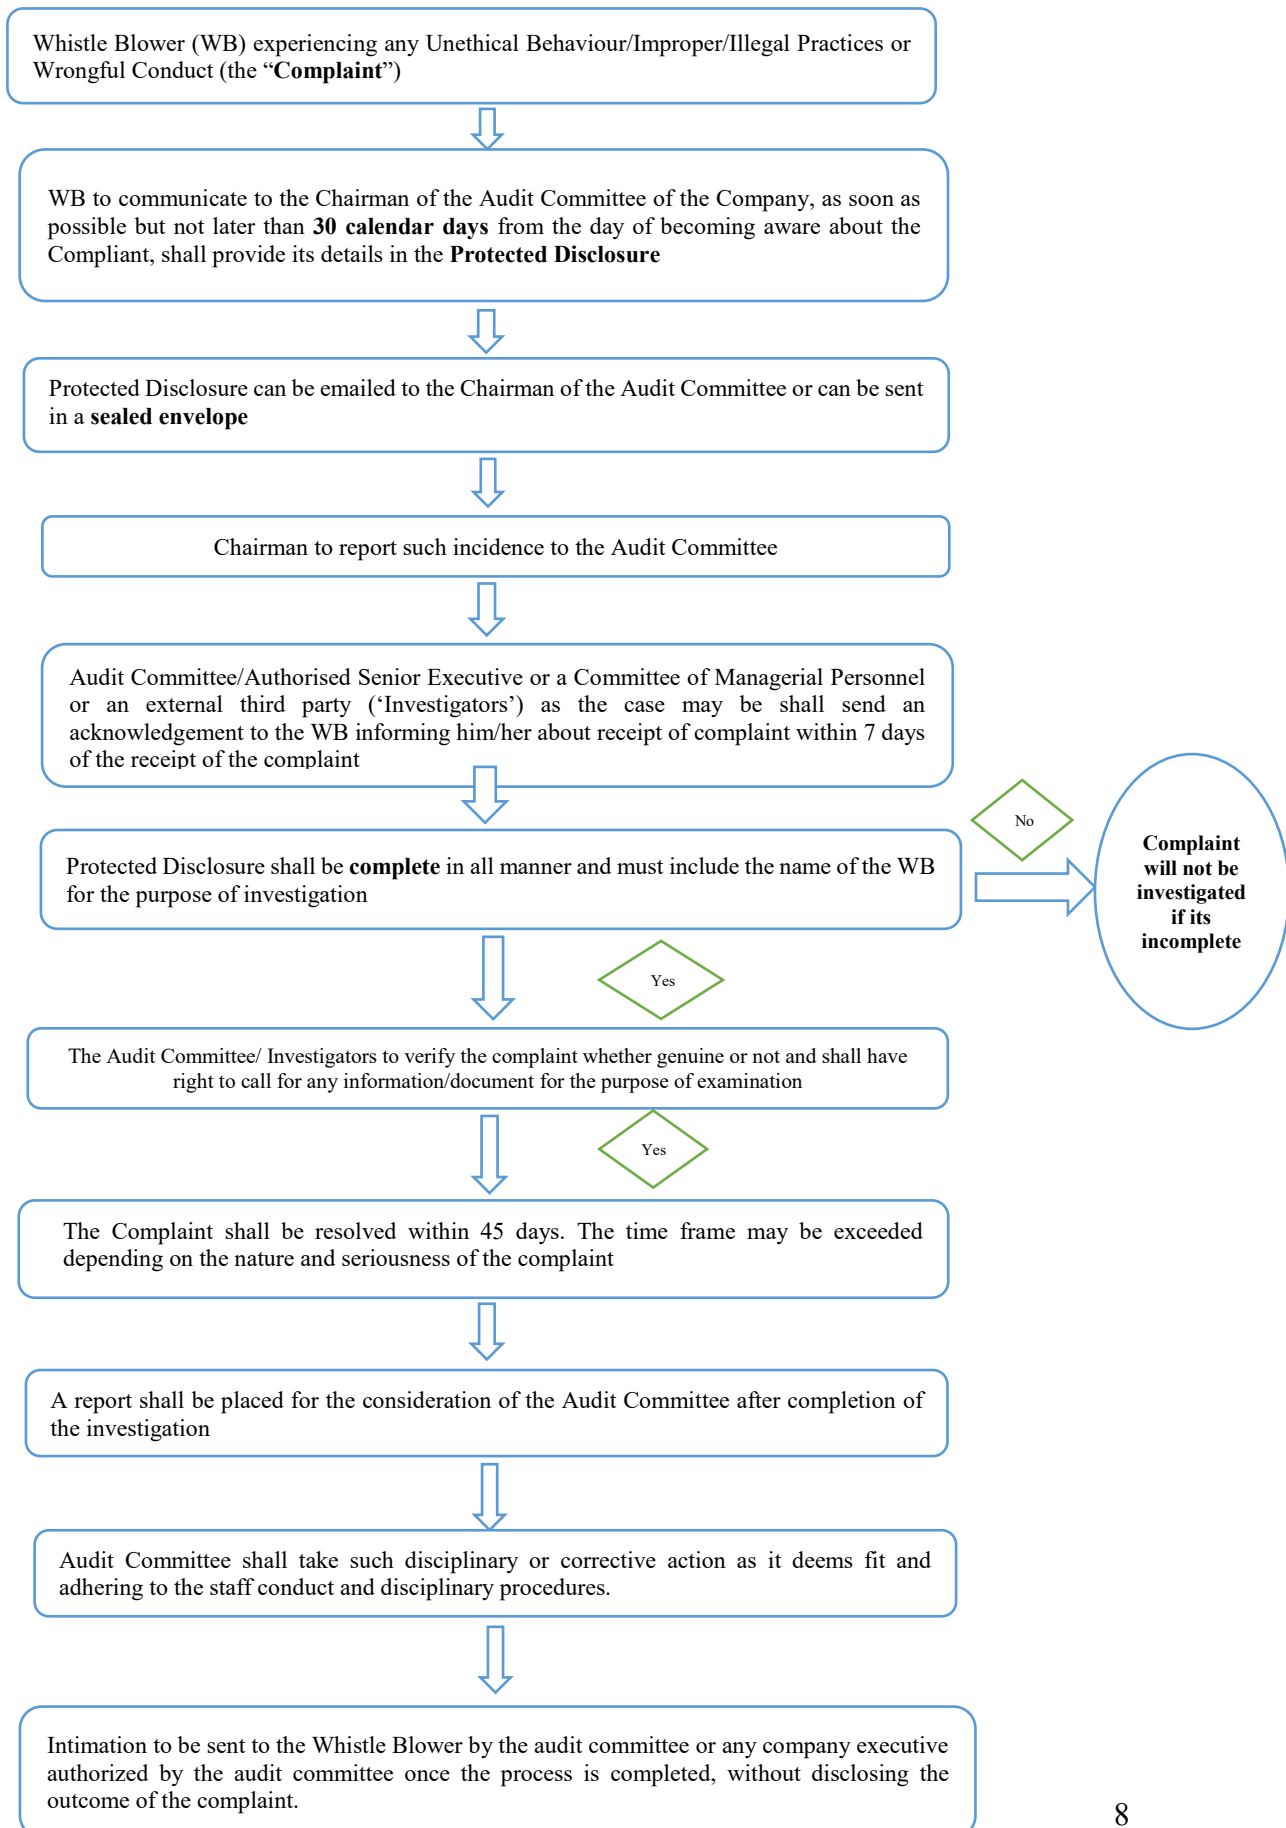 Whistle Blower (WB) experiencing any Unethical Behaviour/Improper/Illegal Practices or
Wrongful Conduct (the “Complaint”)
WB to communicate to the Chairman of the Audit Committee of the Company, as soon as
possible but not later than 30 calendar days from the day of becoming aware about the
Compliant, shall provide its details in the Protected Disclosure
Protected Disclosure can be emailed to the Chairman of the Audit Committee or can be sent
in a sealed envelope
Chairman to report such incidence to the Audit Committee
Audit Committee/Authorised Senior Executive or a Committee of Managerial Personnel
or an external third party (‘Investigators’) as the case may be shall send an
acknowledgement to the WB informing him/her about receipt of complaint within 7 days
of the receipt of the complaint
Protected Disclosure shall be complete in all manner and must include the name of the WB
for the purpose of investigation
No
Complaint
will not be
investigated
if its
incomplete
Yes
The Audit Committee/ Investigators to verify the complaint whether genuine or not and shall have
right to call for any information/document for the purpose of examination
Yes
The Complaint shall be resolved within 45 days. The time frame may be exceeded
depending on the nature and seriousness of the complaint
A report shall be placed for the consideration of the Audit Committee after completion of
the investigation
Audit Committee shall take such disciplinary or corrective action as it deems fit and
adhering to the staff conduct and disciplinary procedures.
Intimation to be sent to the Whistle Blower by the audit committee or any company executive
authorized by the audit committee once the process is completed, without disclosing the
outcome of the complaint.
8